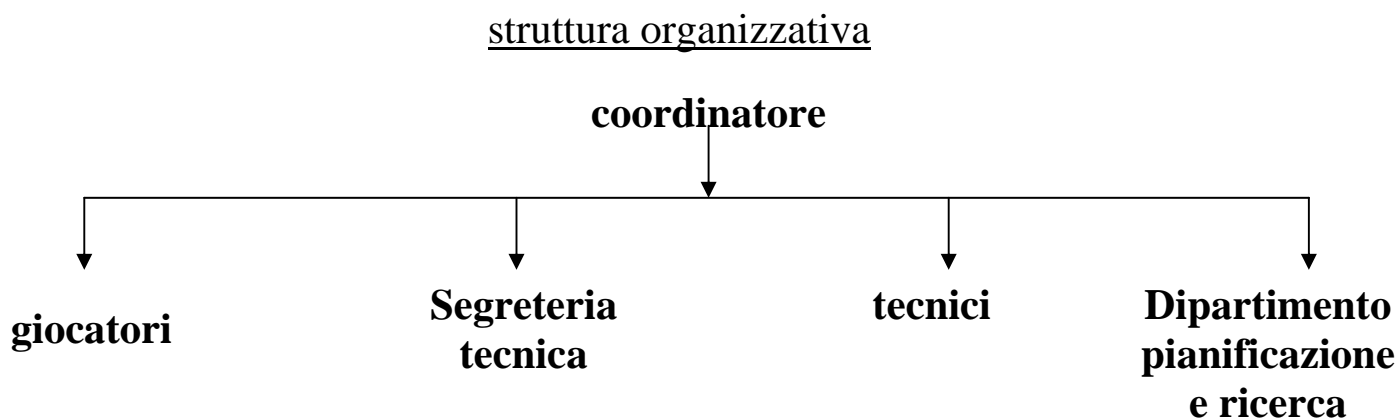 struttura organizzativa
coordinatore
giocatori
Segreteria
tecnica
tecnici
Dipartimento
pianificazione
e ricerca